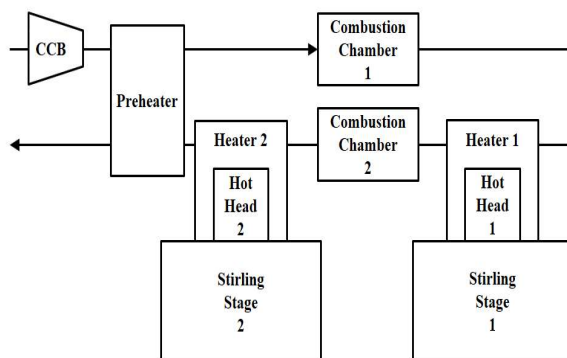 CCB
Preheater
Combustion
Chamber
1
Heater 2
Combustion
Chamber
2
Heater 1
Hot
Head
2
Hot
Head
1
Stirling
Stage
2
Stirling
Stage
1